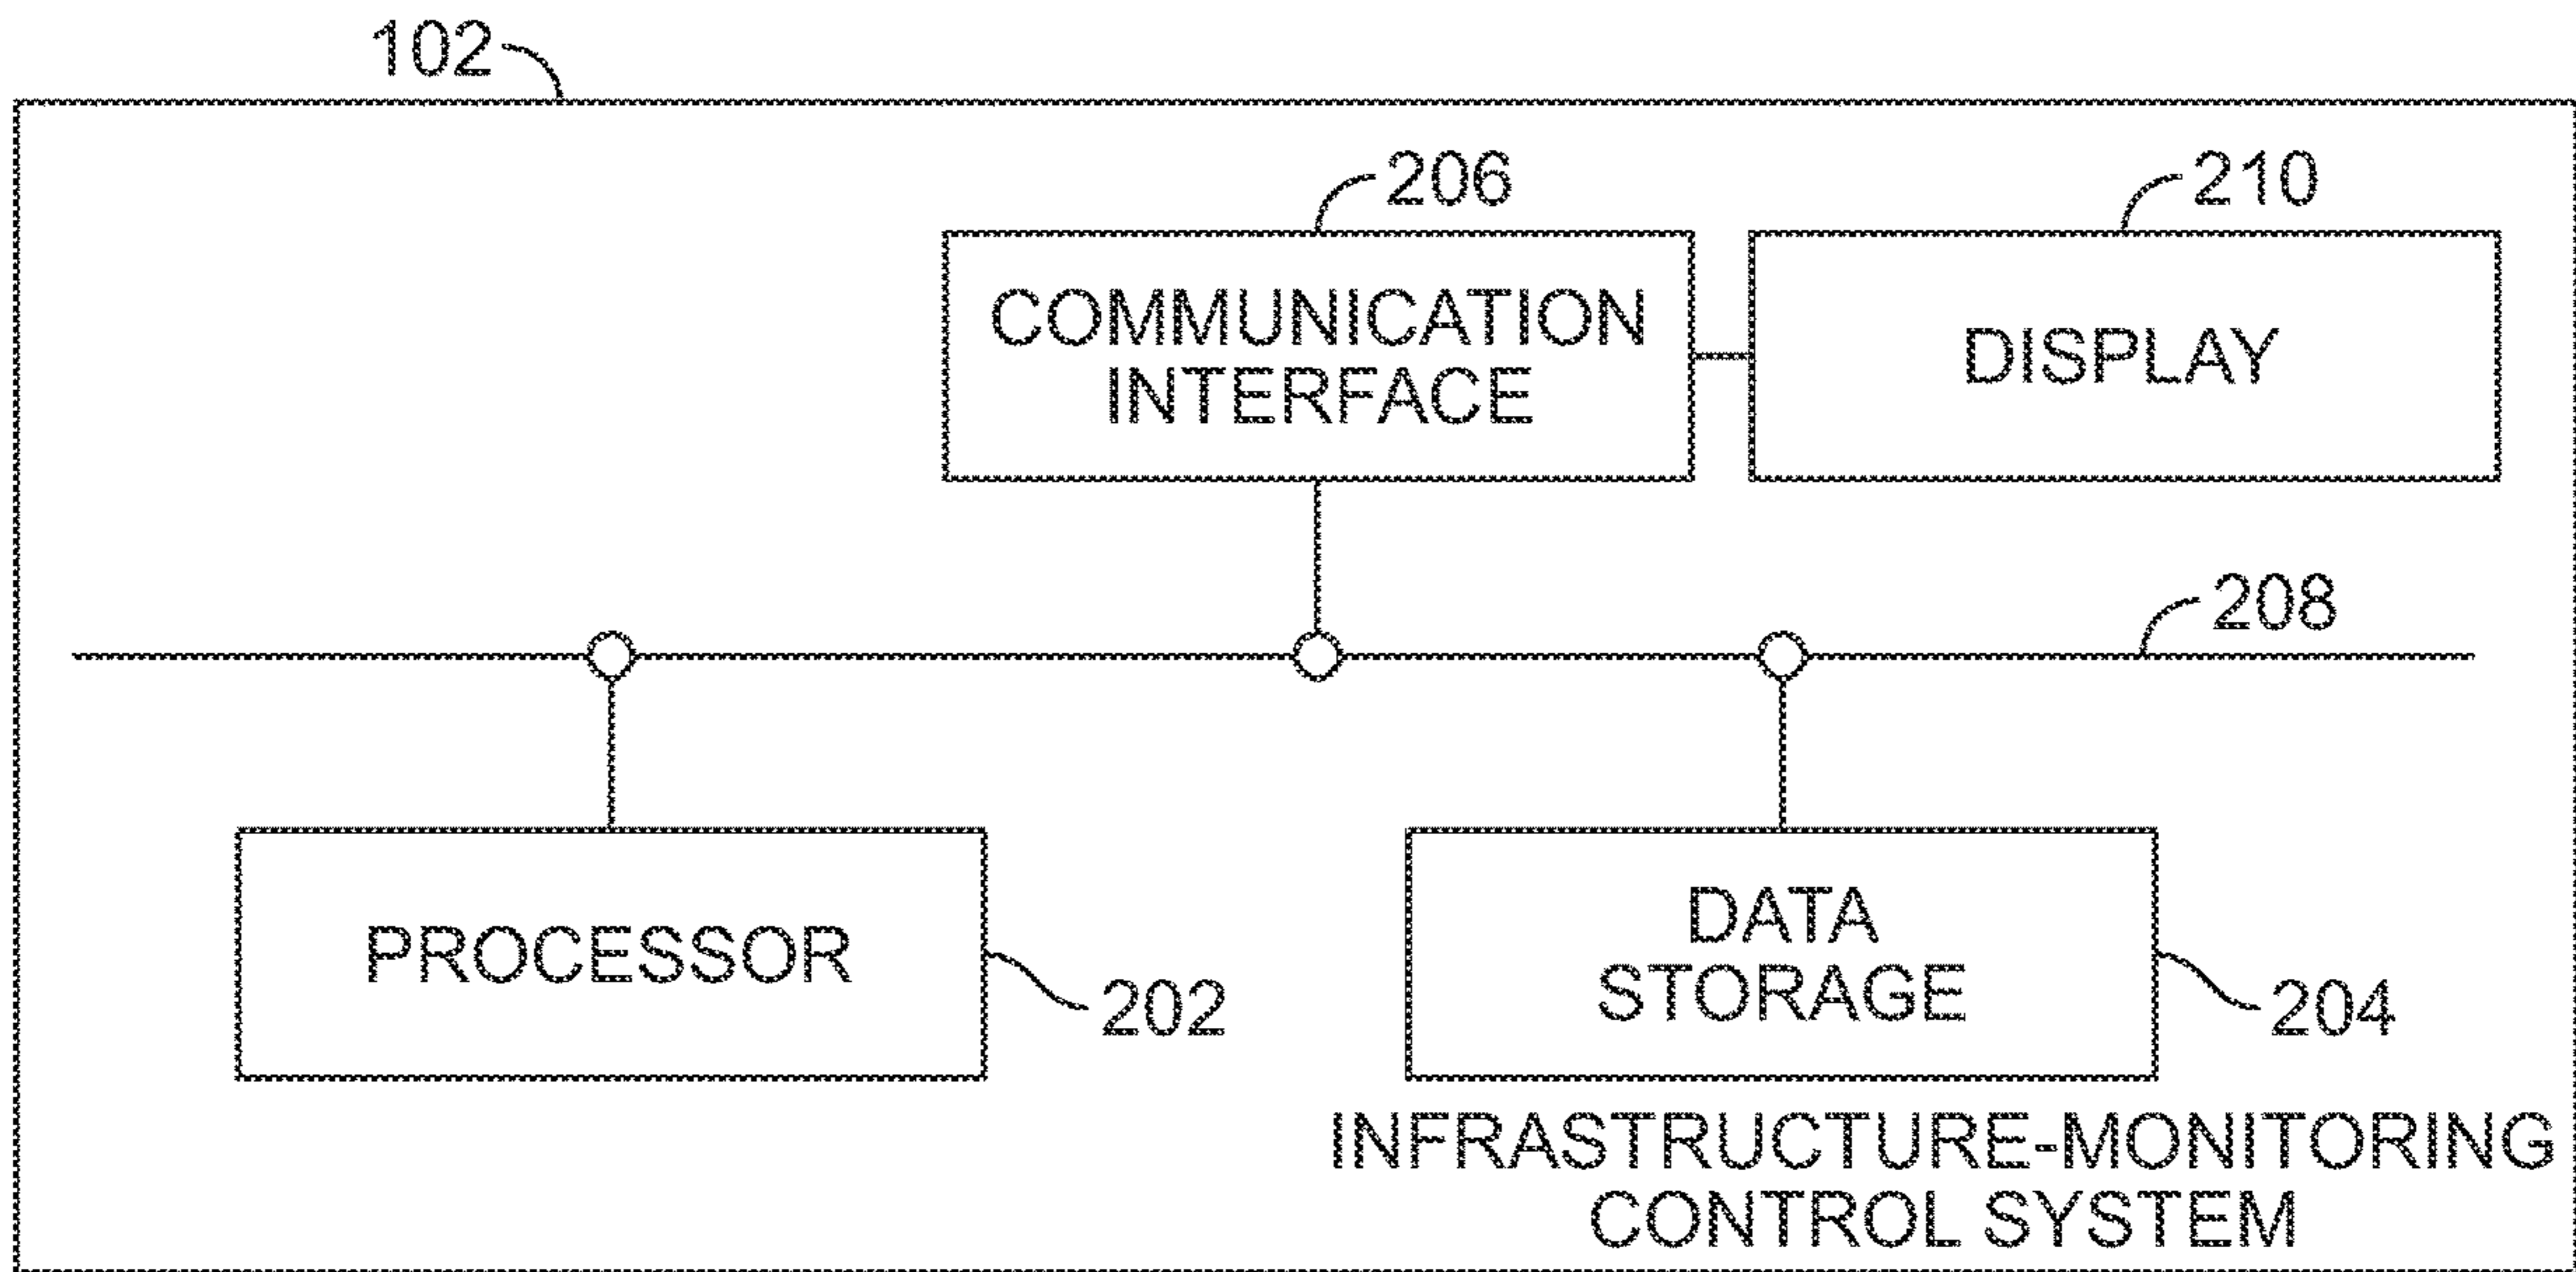 102
206
210
COMMUNICATION
INTERFACE
DISPLAY
208
PROCESSOR
202
DATA
STORAGE
204
INFRASTRUCTURE-MONITORING
CONTROL SYSTEM